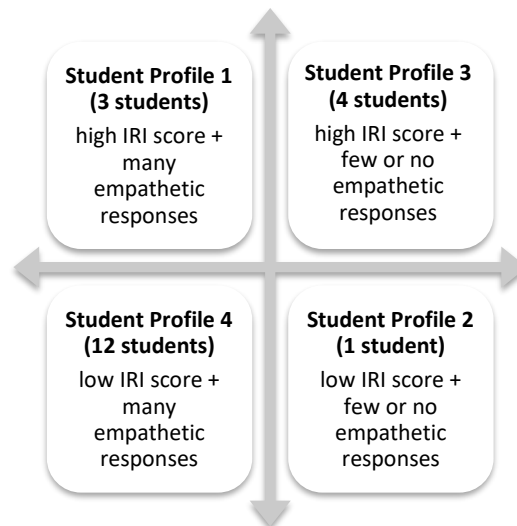 Student Profile 1
(3 students)
high IRI score +
many
empathetic
responses
Student Profile 3
(4 students)
high IRI score +
few or no
empathetic
responses
Student Profile 4
(12 students)
low IRI score +
many
empathetic
responses
Student Profile 2
(1 student)
low IRI score +
few or no
empathetic
responses